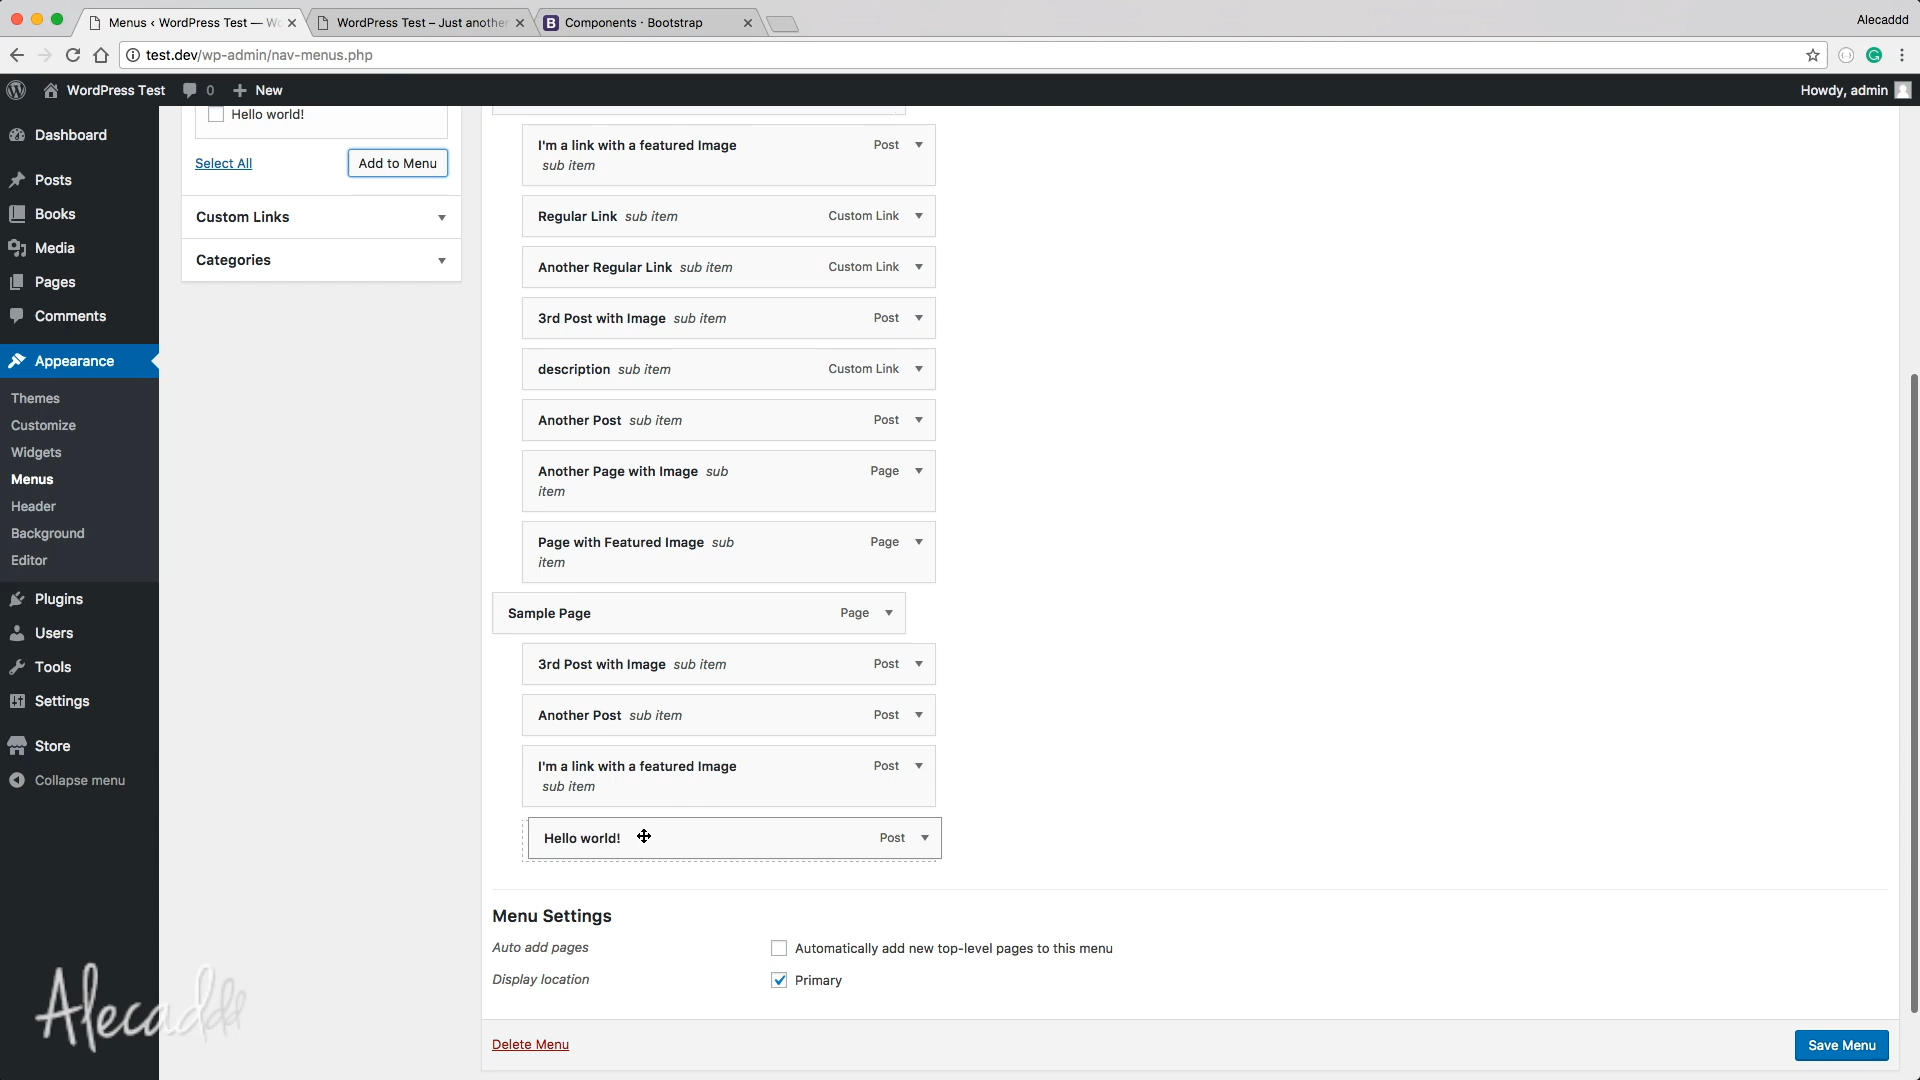 Menus ‹ WordPress Test — Wo
WordPress Test – Just another
Components · Bootstrap
Alecaddd
test.dev/wp-admin/nav-menus.php
WordPress Test
0
New
Howdy, admin
Dashboard
Posts
Books
Media
Pages
Comments
Appearance
Themes
Customize
Widgets
Menus
Header
Background
Editor
Plugins
Users
Tools
Settings
Store
Collapse menu
Hello world!
Select All
Add to Menu
Custom Links
Categories
I'm a link with a featured Image Post
sub item
Regular Link sub item Custom Link
Another Regular Link sub item Custom Link
3rd Post with Image sub item Post
description sub item Custom Link
Another Post sub item Post
Another Page with Image sub Page
item
Page with Featured Image sub Page
item
Sample Page Page
3rd Post with Image sub item Post
Another Post sub item Post
I'm a link with a featured Image Post
sub item
Hello world! Post
Menu Settings
Auto add pages Automatically add new top-level pages to this menu
Display location Primary
Delete Menu
Save Menu
Alecaddd